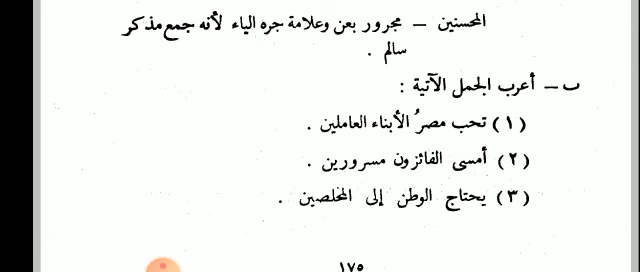 المحسنين — مجرور بعن وعلامة جره الياء لأنه جمع مذكر
سالم .
ب — أعرب الجمل الآتية :
(١) تحب مصرُ الأبناء العاملين .
(٢) أمسى الفائزون مسرورين .
(٣) يحتاج الوطن إلى المخلصين .
١٧٥